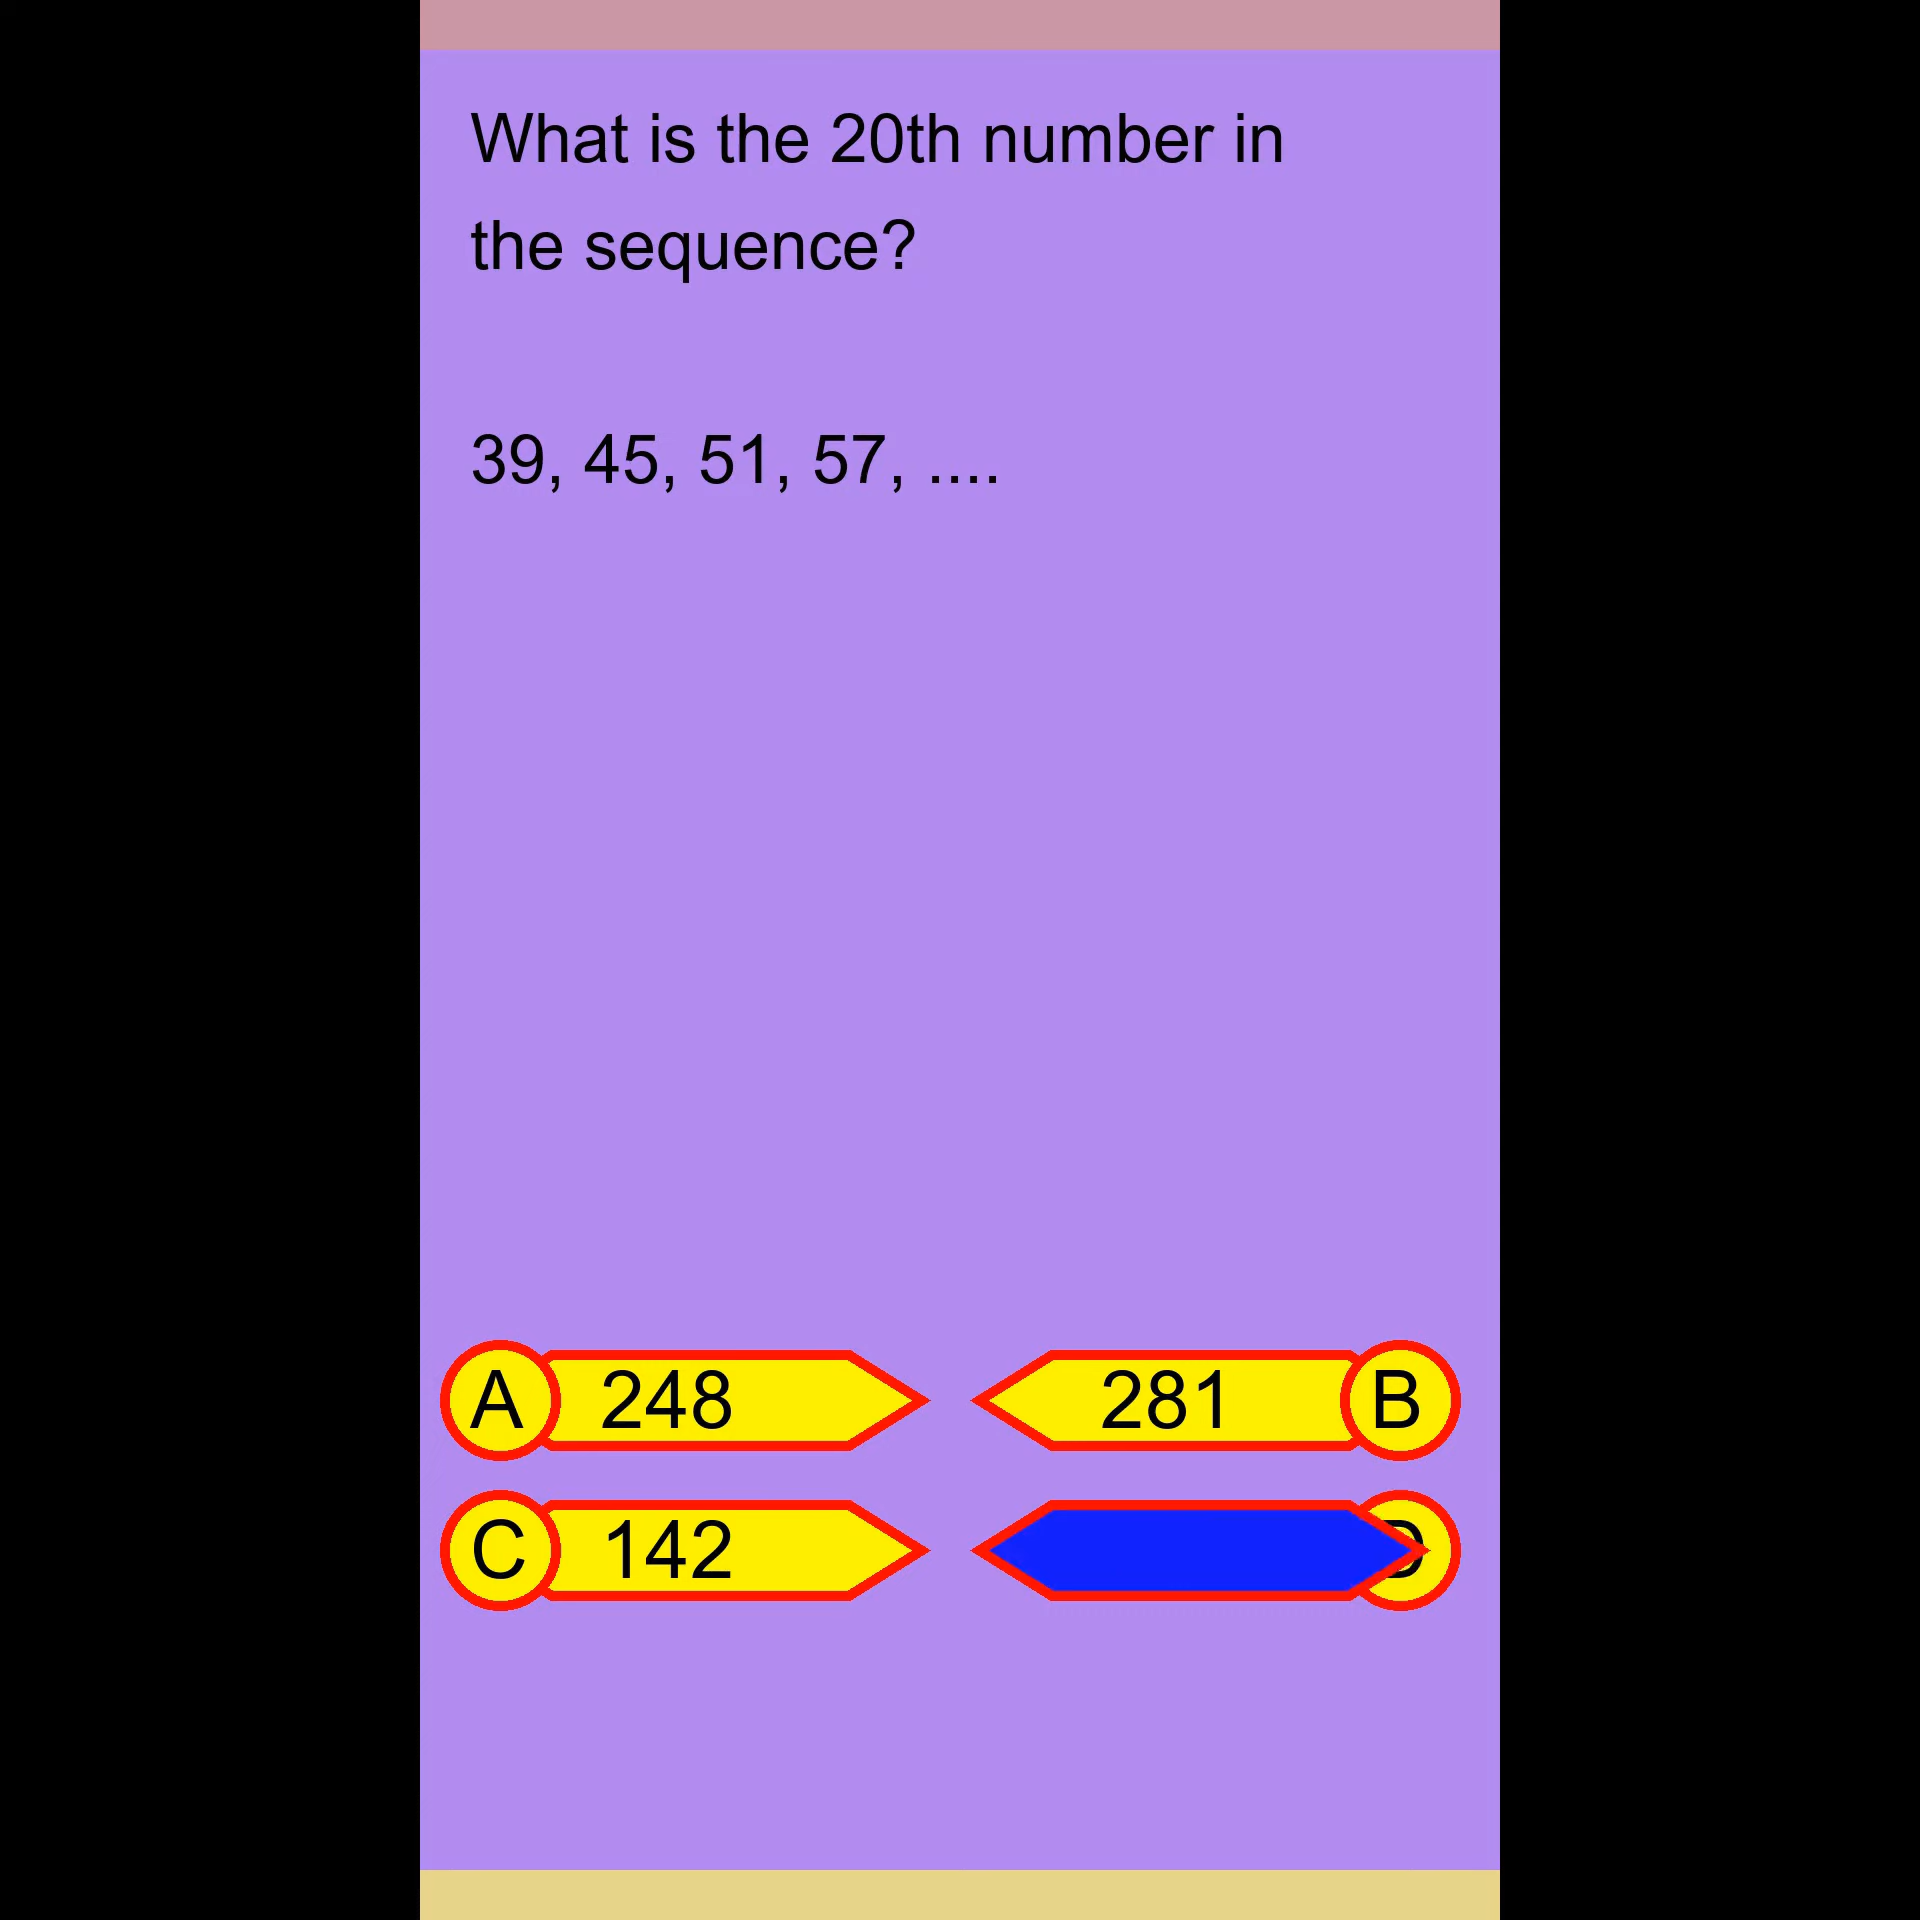 What is the 20th number in
the sequence?
39, 45, 51, 57, ....
A 248
281 B
C 142
D